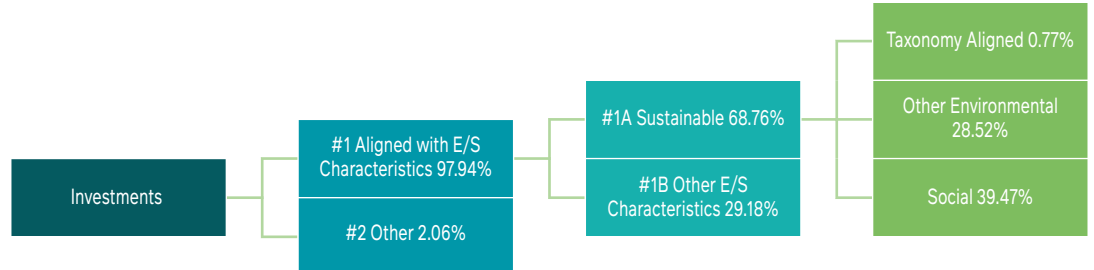 Investments
#1 Aligned with E/S
Characteristics 97.94%
#2 Other 2.06%
#1A Sustainable 68.76%
#1B Other E/S
Characteristics 29.18%
Taxonomy Aligned 0.77%
Other Environmental
28.52%
Social 39.47%